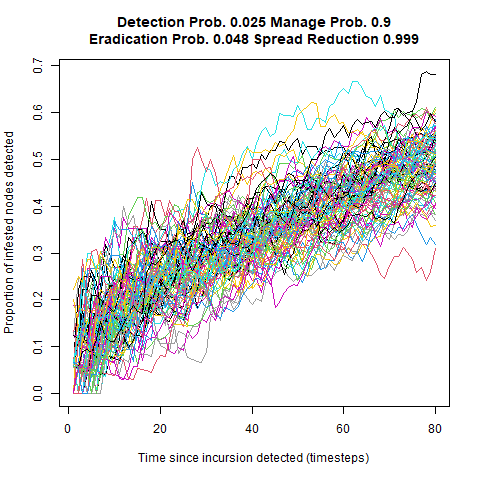 Detection Prob. 0.025 Manage Prob. 0.9
Eradication Prob. 0.048 Spread Reduction 0.999
Proportion of infested nodes detected
0.7
0.6
0.5
0.4
0.3
0.2
0.1
0.0
0 20 40 60 80
Time since incursion detected (timesteps)